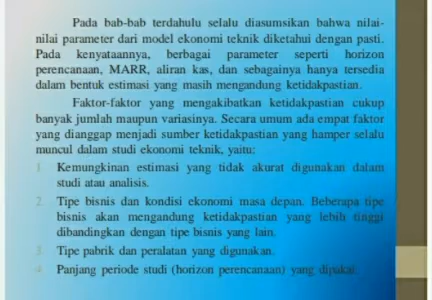 Pada bab-bab terdahulu selalu diasumsikan bahwa nilai-
nilai parameter dari model ekonomi teknik diketahui dengan pasti.
Pada kenyataannya, berbagai parameter seperti horizon
perencanaan, MARR, aliran kas, dan sebagainya hanya tersedia
dalam bentuk estimasi yang masih mengandung ketidakpastian.
Faktor-faktor yang mengakibatkan ketidakpastian cukup
banyak jumlah maupun variasinya. Secara umum ada empat faktor
yang dianggap menjadi sumber ketidakpastian yang hamper selalu
muncul dalam studi ekonomi teknik, yaitu:
1. Kemungkinan estimasi yang tidak akurat digunakan dalam
studi atau analisis.
2. Tipe bisnis dan kondisi ekonomi masa depan. Beberapa tipe
bisnis akan mengandung ketidakpastian yang lebih tinggi
dibandingkan dengan tipe bisnis yang lain.
3. Tipe pabrik dan peralatan yang digunakan.
4. Panjang periode studi (horizon perencanaan) yang dipakai.